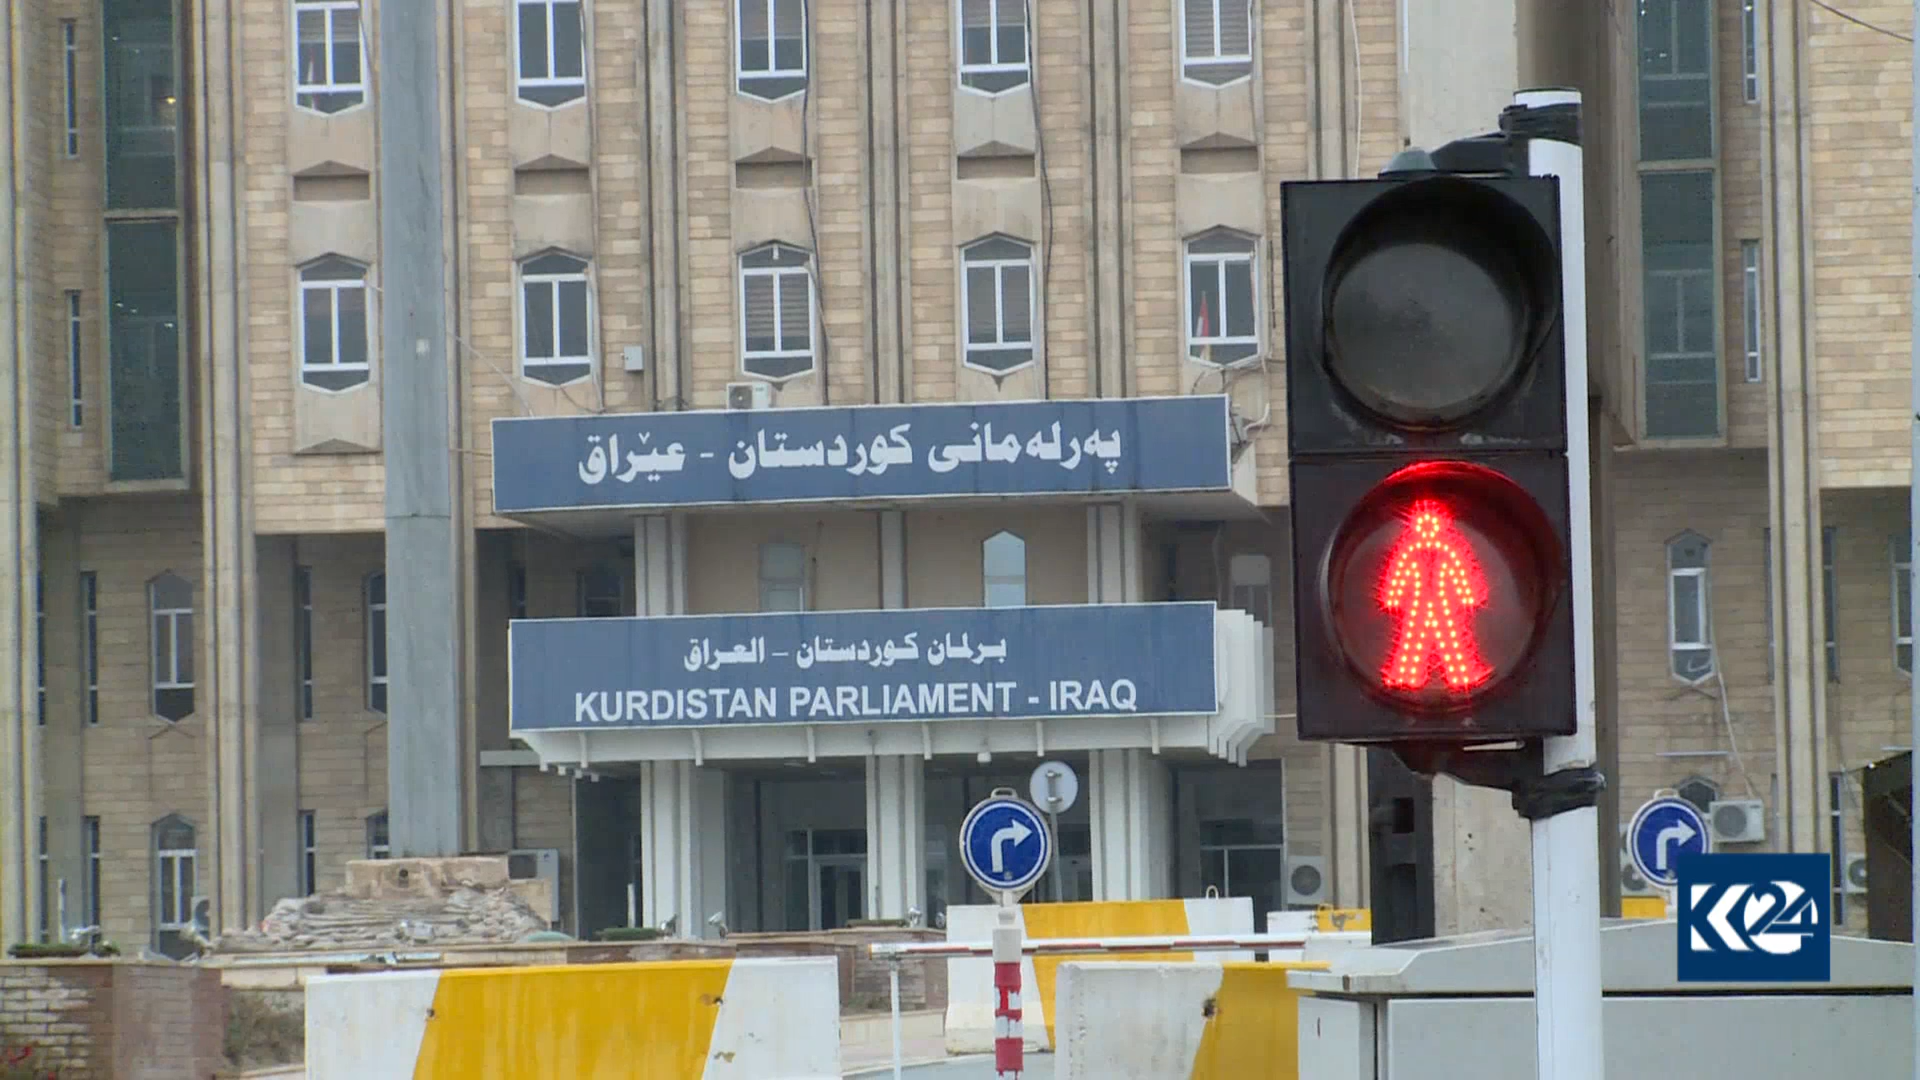 پەرلەمانی کوردستان - عێراق
برلمان كوردستان - العراق
KURDISTAN PARLIAMENT - IRAQ
K24